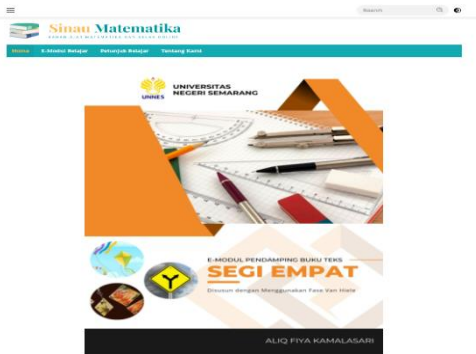 Search
Sinau Matematika
Home E-Modul Belajar Petunjuk Belajar Tentang Kami
UNIVERSITAS
NEGERI SEMARANG
UNNES
E-MODUL PENDAMPING BUKU TEKS
SEGI EMPAT
Disusun dengan Menggunakan Fase Van Hiele
ALIQ FIYA KAMALASARI